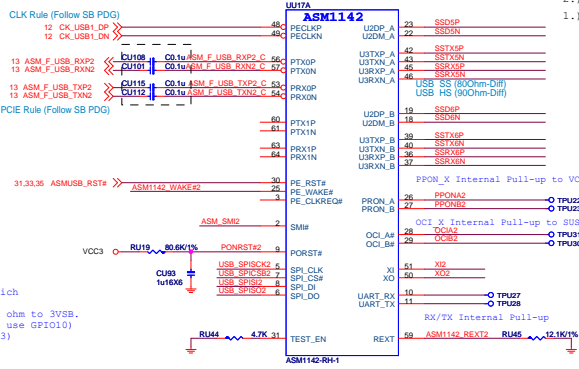 CLK Rule (Follow SB PDG)
12 CK_USB1_DP
12 CK_USB1_DN
13 ASM_F_USB_RXP2
13 ASM_F_USB_RXN2
CU108 C0.1u ASM_F_USB_RXP2_C
CU101 C0.1u ASM_F_USB_RXN2_C
13 ASM_F_USB_TXP2
13 ASM_F_USB_TXN2
CU115 C0.1u ASM_F_USB_TXP2_C
CU112 C0.1u ASM_F_USB_TXN2_C
PCIE Rule (Follow SB PDG)
31,33,35 ASMUSB_RST#
ASM1142_WAKE#2
ASM_SMI2
VCC3 RU19 80.6K/1% PONRST#2
CU93
1u16X6
USB_SPISCK2
USB_SPICSB2
USB_SPISI2
USB_SPISO2
RU44 4.7K
ich
ohm to 3VSB.
use GPIO10)
3)
UU17A
ASM1142
48 PECLKP
49 PECLKN
56 PTX0P
57 PTX0N
53 PRX0P
54 PRX0N
60 PTX1P
61 PTX1N
63 PRX1P
64 PRX1N
30 PE_RST#
25 PE_WAKE#
3 PE_CLKREQ#
2 SMI#
9 PORST#
5 SPI_CLK
7 SPI_CS#
8 SPI_DI
6 SPI_DO
31 TEST_EN
ASM1142-RH-1
U2DP_A 23 SSD5P
U2DM_A 22 SSD5N
U3TXP_A 42 SSTX5P
U3TXN_A 43 SSTX5N
U3RXP_A 45 SSRX5P
U3RXN_A 46 SSRX5N
USB SS (80Ohm-Diff)
USB HS (90Ohm-Diff)
U2DP_B 19 SSD6P
U2DM_B 18 SSD6N
U3TXP_B 39 SSTX6P
U3TXN_B 40 SSTX6N
U3RXP_B 36 SSRX6P
U3RXN_B 37 SSRX6N
PPON_X Internal Pull-up to VC
PRON_A 26 PPONA2 TPU22
PRON_B 27 PPONB2 TPU23
OCI_X Internal Pull-up to SUS
OCI_A# 28 OCIA2 TPU31
OCI_B# 29 OCIB2 TPU30
XI 51 XI2
XO 50 XO2
UART_RX 10 TPU27
UART_TX 11 TPU28
RX/TX Internal Pull-up
REXT 59 ASM1142_REXT2 RU45 12.1K/1%
1.)